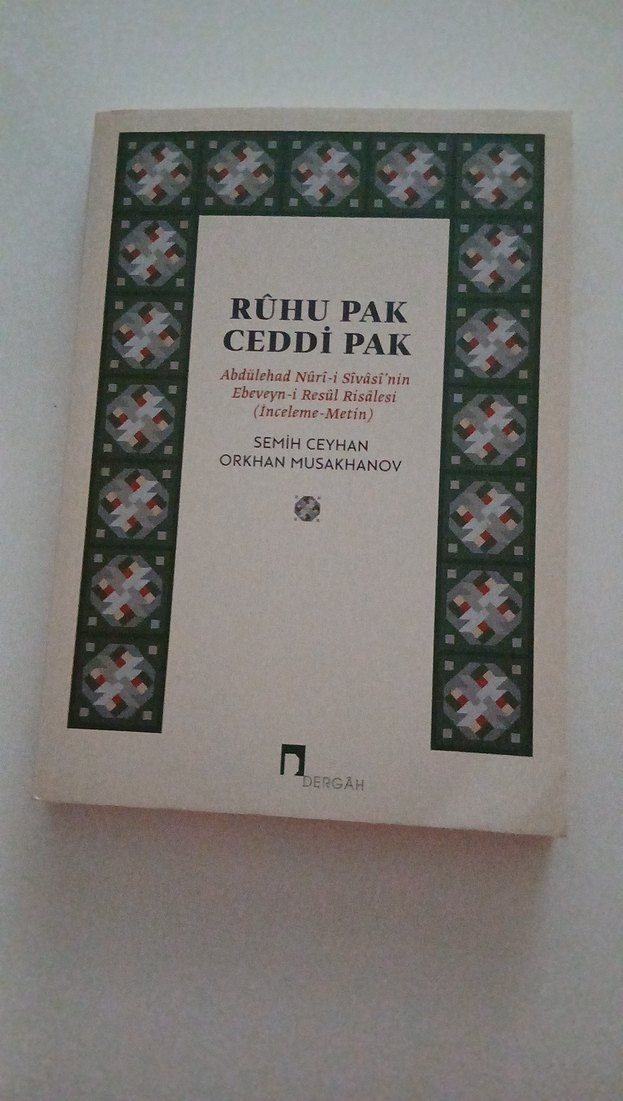 RÛHU PAK
CEDDİ PAK
Abdülehad Nûrî-i Sîvâsî'nin
Ebeveyn-i Resûl Risâlesi
(İnceleme-Metin)
SEMİH CEYHAN
ORKHAN MUSAKHANOV
DERGÂH